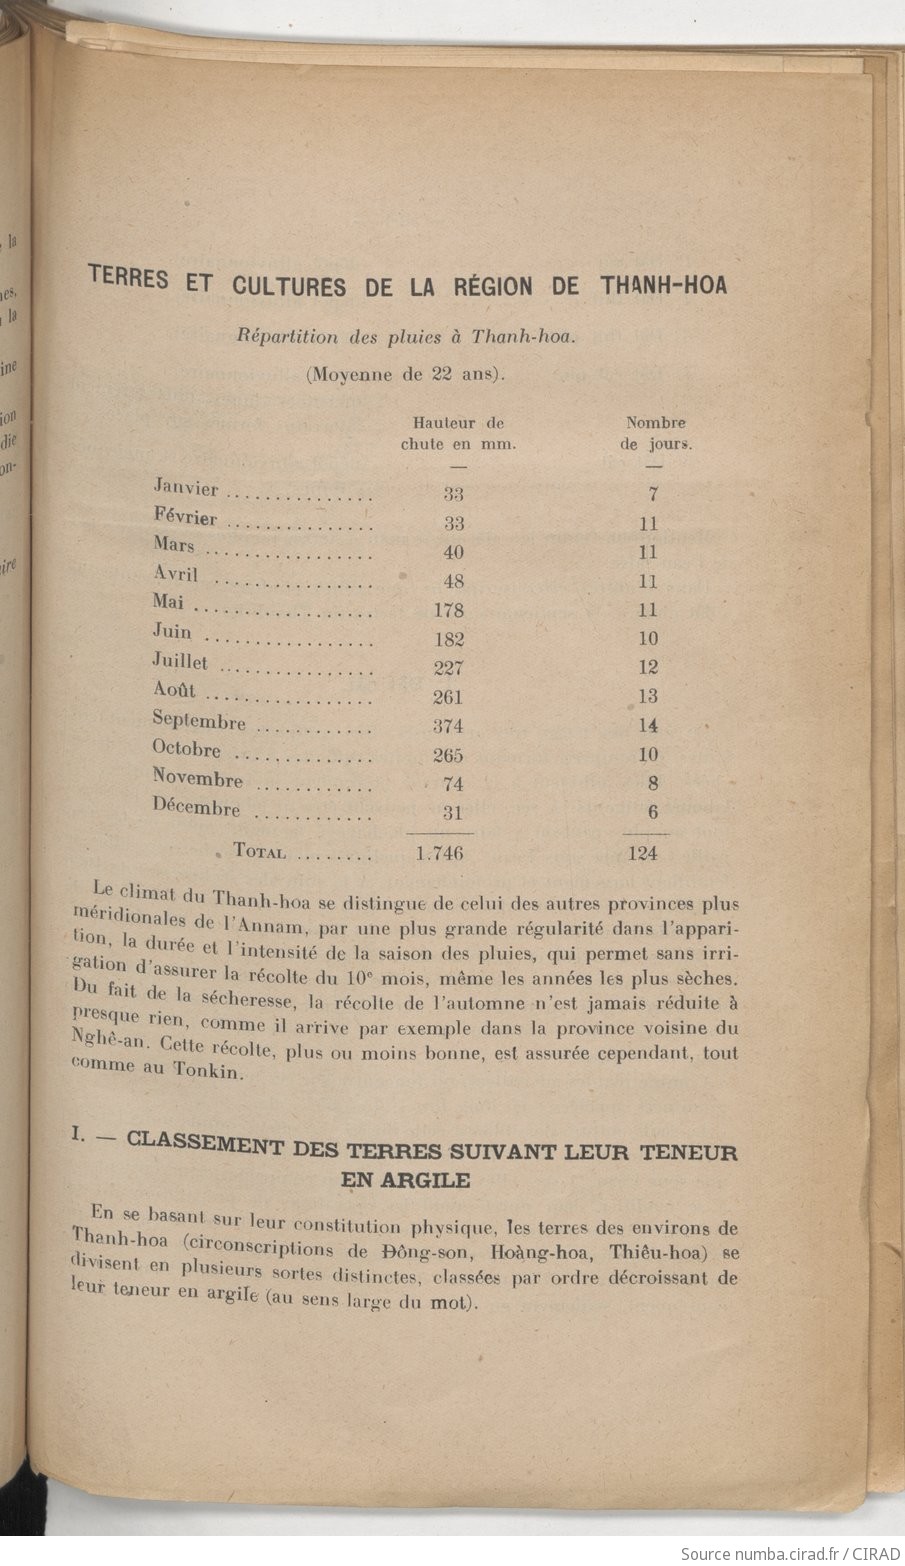 TERRES ET CULTURES DE LA RÉGION DE THANH-HOA
Répartition des pluies à Thanh-hoa.
(Moyenne de 22 ans).
Hauteur de Nombre
chute en mm. de jours.
Janvier ............... 33 7
Février ............... 33 11
Mars ................. 40 11
Avril ................ 48 11
Mai .................. 178 11
Juin ................. 182 10
Juillet ................ 227 12
Août ................. 261 13
Septembre ............ 374 14
Octobre .............. 265 10
Novembre ............ 74 8
Décembre ............ 31 6
TOTAL ........ 1.746 124
Le climat du Thanh-hoa se distingue de celui des autres provinces plus
méridionales de l'Annam, par une plus grande régularité dans l'appari-
tion, la durée et l'intensité de la saison des pluies, qui permet sans irri-
gation d'assurer la récolte du 10e mois, même les années les plus sèches.
Du fait de la sécheresse, la récolte de l'automne n'est jamais réduite à
presque rien, comme il arrive par exemple dans la province voisine du
Nghê-an. Cette récolte, plus ou moins bonne, est assurée cependant, tout
comme au Tonkin.
I. — CLASSEMENT DES TERRES SUIVANT LEUR TENEUR
EN ARGILE
En se basant sur leur constitution physique, les terres des environs de
Thanh-hoa (circonscriptions de Đông-son, Hoàng-hoa, Thiêu-hoa) se
divisent en plusieurs sortes distinctes, classées par ordre décroissant de
leur teneur en argile (au sens large du mot).
Source numba.cirad.fr / CIRAD